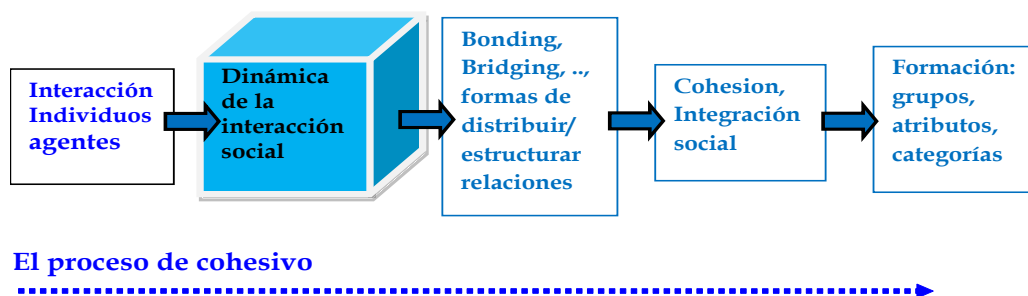 Interacción
Individuos
agentes
Dinámica
de la
interacción
social
Bonding,
Bridging, ..,
formas de
distribuir/
estructurar
relaciones
Cohesion,
Integración
social
Formación:
grupos,
atributos,
categorías
El proceso de cohesivo